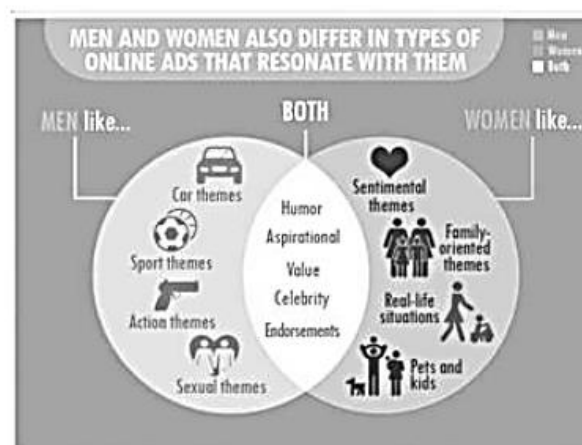 MEN AND WOMEN ALSO DIFFER IN TYPES OF
ONLINE ADS THAT RESONATE WITH THEM
Men
Women
Both
MEN like...
BOTH
WOMEN like...
Car themes
Sport themes
Action themes
Sexual themes
Humor
Aspirational
Value
Celebrity
Endorsements
Sentimental
themes
Family-
oriented
themes
Real-life
situations
Pets and
kids